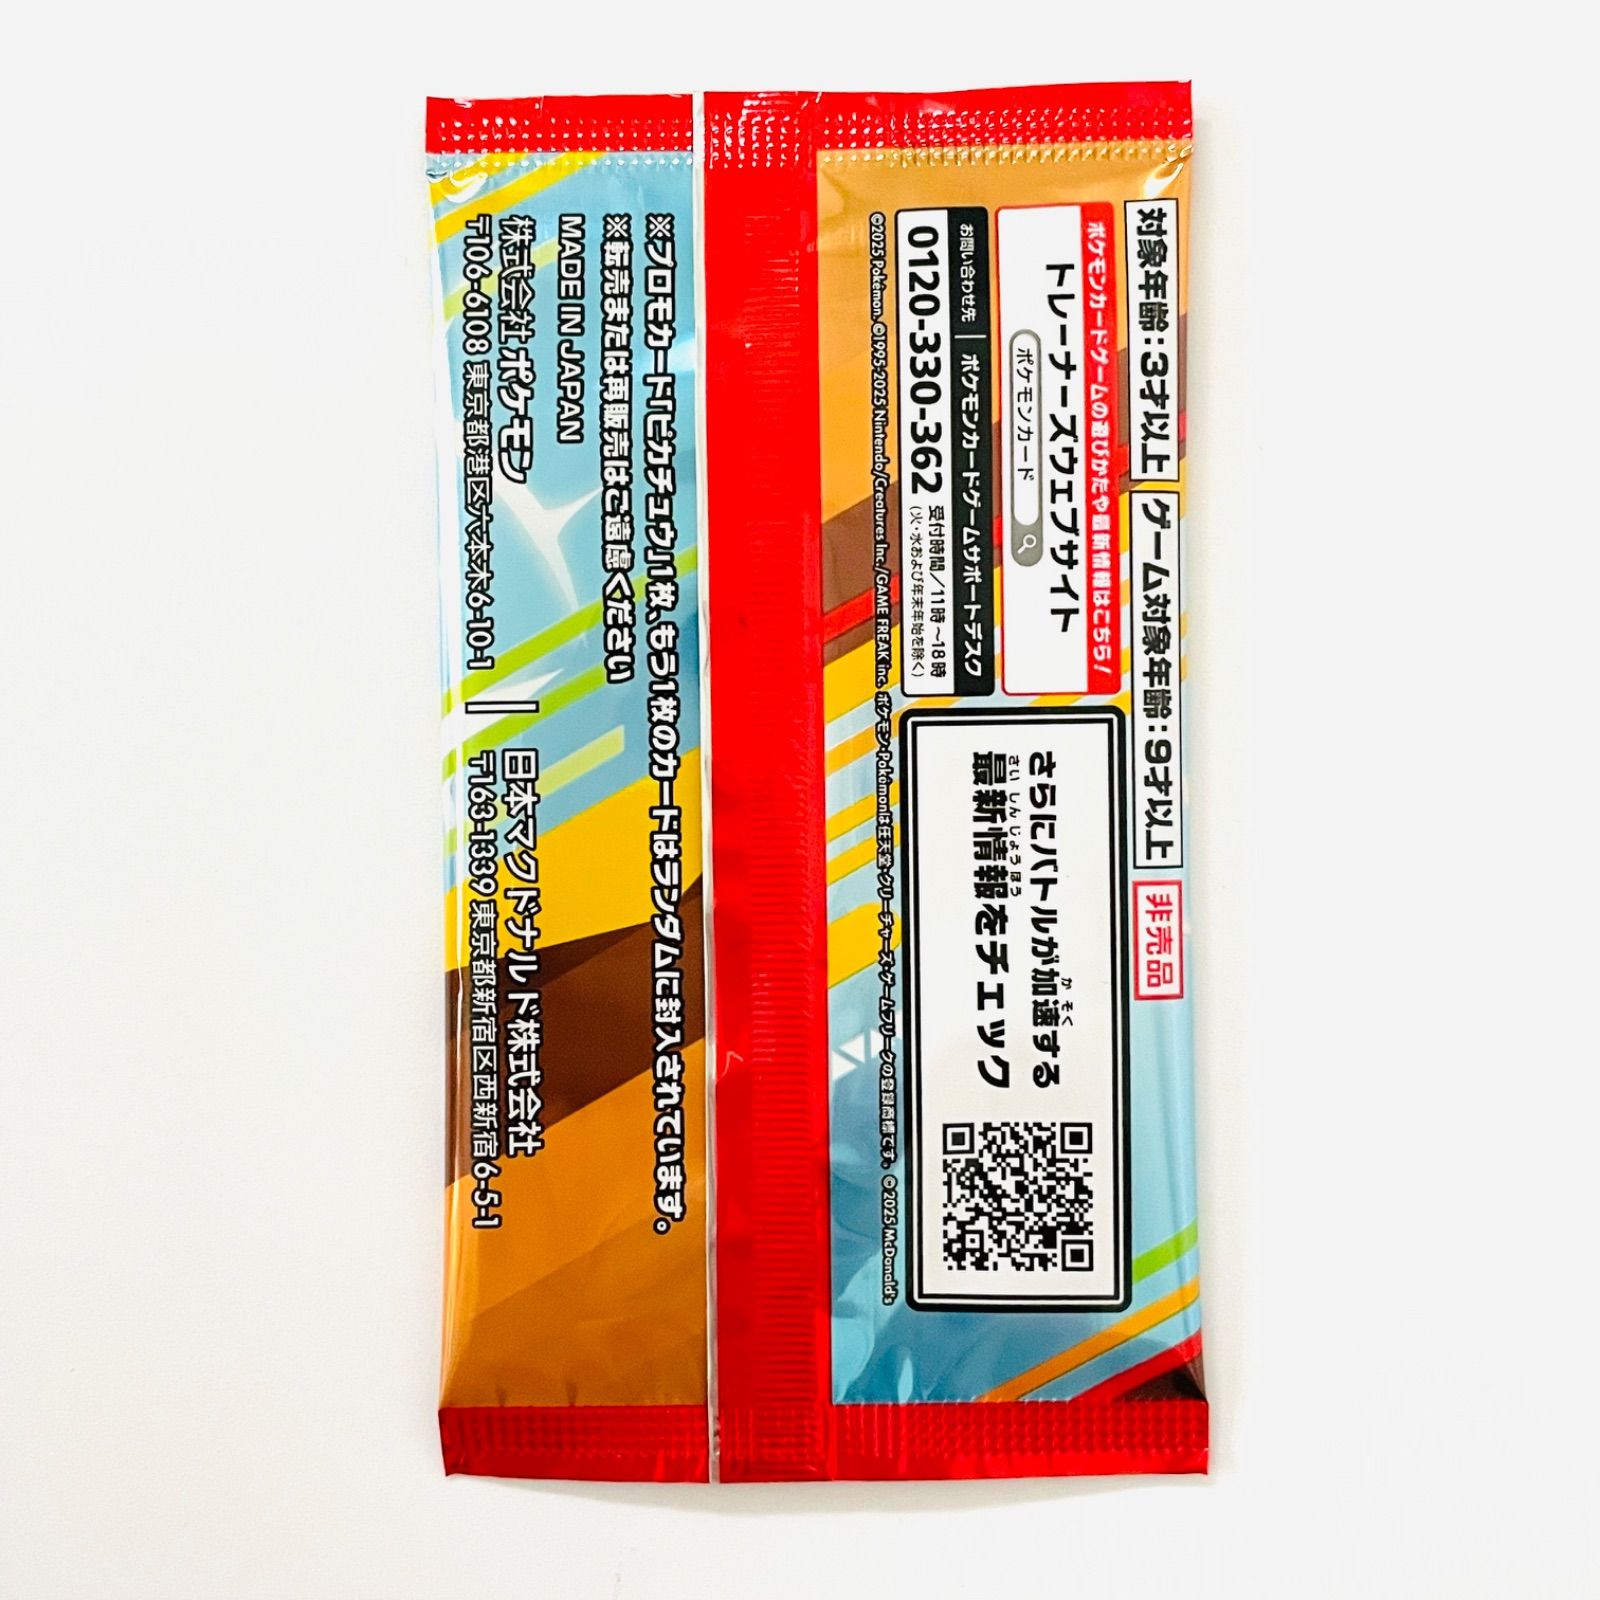 対象年齢：3才以上 ゲーム対象年齢：9才以上 非売品
ポケモンカードゲームの遊びかたや最新情報はこちら！
トレーナーズウェブサイト
ポケモンカード
お問い合わせ先 ポケモンカードゲームサポートデスク
0120-330-362 受付時間／11時～18時
(火・水および年末年始を除く)
さらにバトルが加速する
かそく
さいしんじょうほう
最新情報をチェック
©2025 Pokémon. ©1995-2025 Nintendo/Creatures Inc./GAME FREAK inc. ポケモン・Pokémonは任天堂・クリーチャーズ・ゲームフリークの登録商標です。 ©2025 McDonald's
※プロモカード「ピカチュウ」1枚、もう1枚のカードはランダムに封入されています。
※転売または再販売はご遠慮ください
MADE IN JAPAN
株式会社ポケモン
〒106-6108 東京都港区六本木6-10-1
日本マクドナルド株式会社
〒163-1339 東京都新宿区西新宿6-5-1